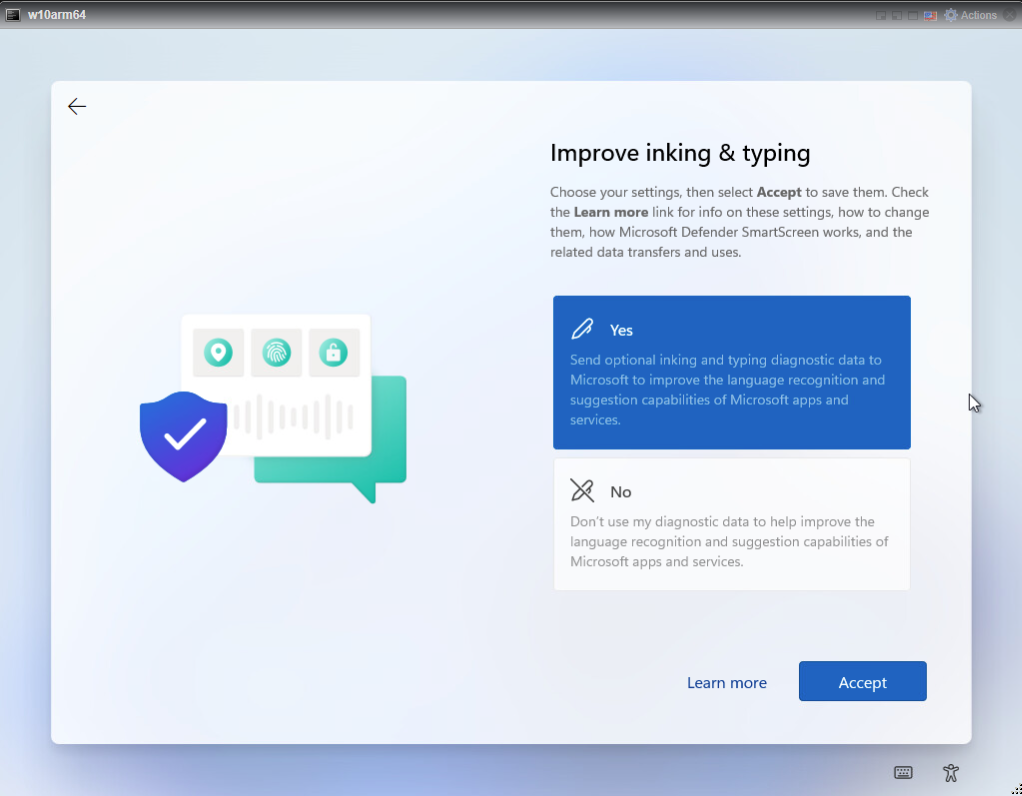 w10arm64
Actions
Improve inking & typing
Choose your settings, then select Accept to save them. Check
the Learn more link for info on these settings, how to change
them, how Microsoft Defender SmartScreen works, and the
related data transfers and uses.
Yes
Send optional inking and typing diagnostic data to
Microsoft to improve the language recognition and
suggestion capabilities of Microsoft apps and
services.
No
Don't use my diagnostic data to help improve the
language recognition and suggestion capabilities of
Microsoft apps and services.
Learn more
Accept